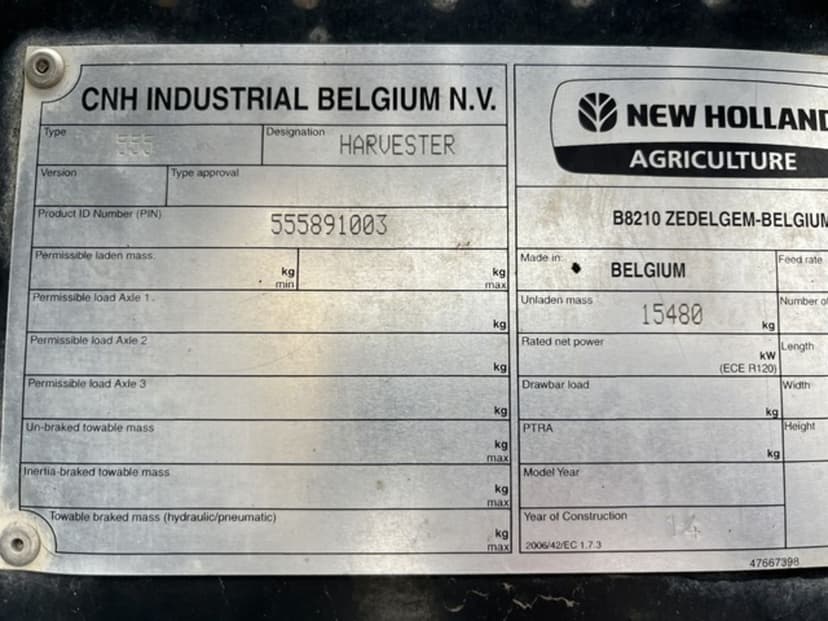 CNH INDUSTRIAL BELGIUM N.V.
Type 555
Designation HARVESTER
Version
Type approval
Product ID Number (PIN) 555891003
Permissible laden mass. kg min kg max
Permissible load Axle 1 kg
Permissible load Axle 2 kg
Permissible load Axle 3 kg
Un-braked towable mass kg max
Inertia-braked towable mass kg max
Towable braked mass (hydraulic/pneumatic) kg max
NEW HOLLAND
AGRICULTURE
B8210 ZEDELGEM-BELGIUM
Made in: BELGIUM
Feed rate
Unladen mass 15480 kg
Number of
Rated net power kW (ECE R120)
Length
Drawbar load kg
Width
PTRA kg
Height
Model Year
Year of Construction 14
2006/42/EC 1.7.3
47667398